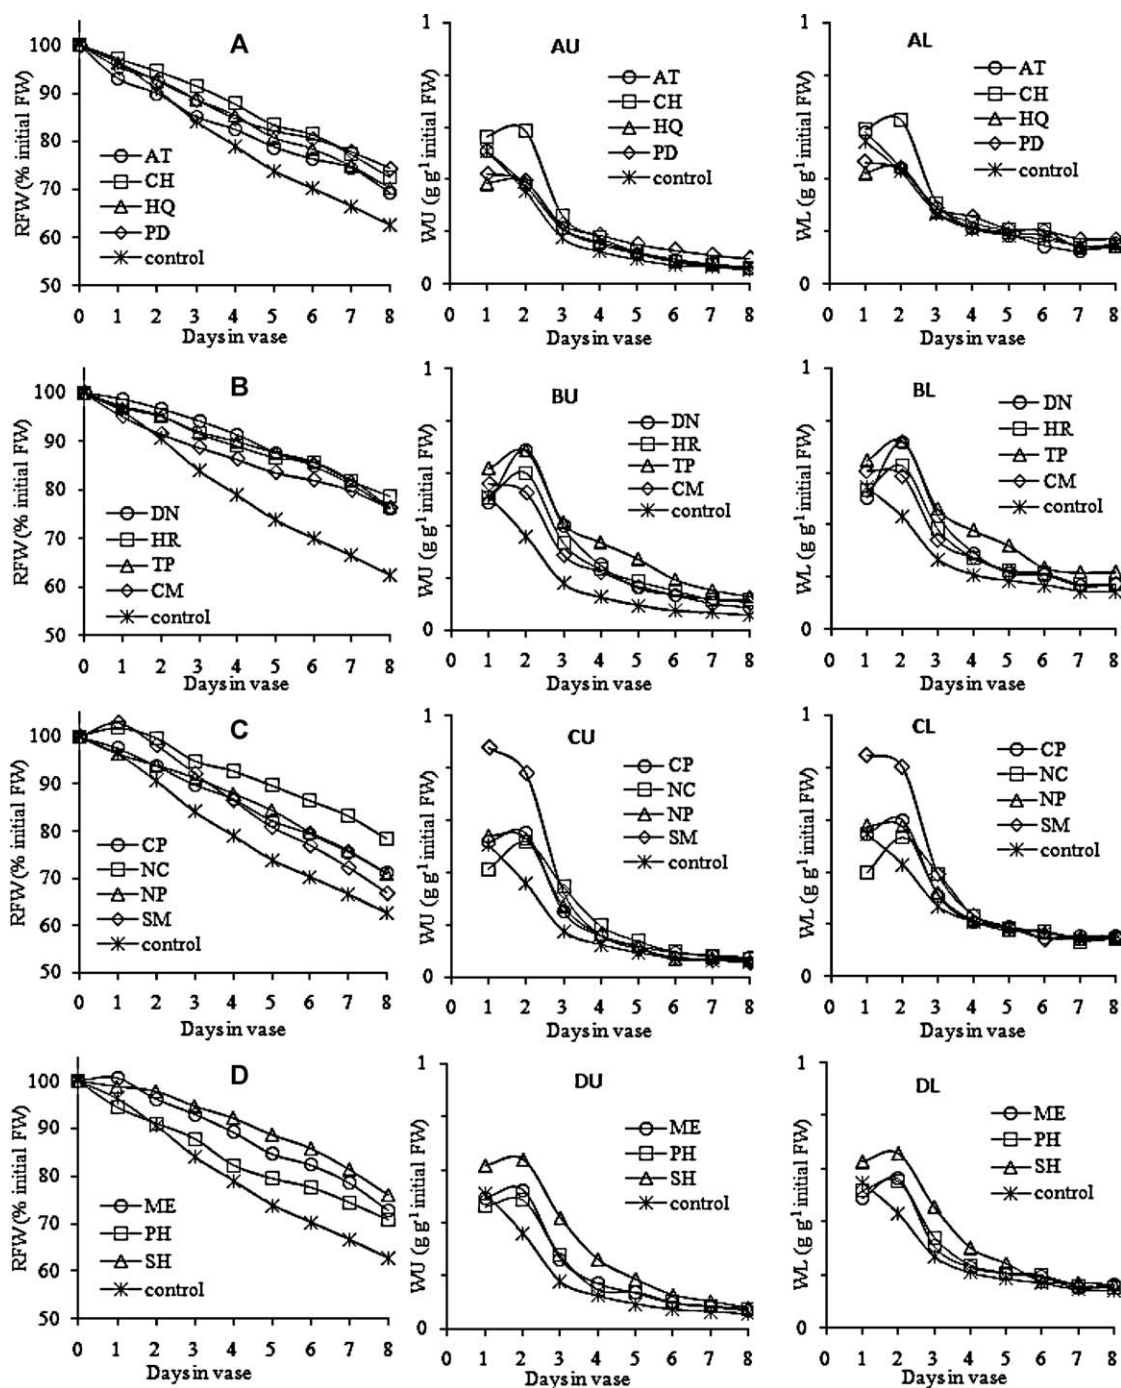 A
RFW (% initial FW)
100
90
80
70
60
50
AT
CH
HQ
PD
control
0 1 2 3 4 5 6 7 8
Days in vase
AU
WU (g g-1 initial FW)
1
0
AT
CH
HQ
PD
control
0 1 2 3 4 5 6 7 8
Days in vase
AL
WL (g g-1 initial FW)
1
0
AT
CH
HQ
PD
control
0 1 2 3 4 5 6 7 8
Days in vase
B
RFW (% initial FW)
100
90
80
70
60
50
DN
HR
TP
CM
control
0 1 2 3 4 5 6 7 8
Days in vase
BU
WU (g g-1 initial FW)
1
0
DN
HR
TP
CM
control
0 1 2 3 4 5 6 7 8
Days in vase
BL
WL (g g-1 initial FW)
1
0
DN
HR
TP
CM
control
0 1 2 3 4 5 6 7 8
Days in vase
C
RFW (% initial FW)
100
90
80
70
60
50
CP
NC
NP
SM
control
0 1 2 3 4 5 6 7 8
Days in vase
CU
WU (g g-1 initial FW)
1
0
CP
NC
NP
SM
control
0 1 2 3 4 5 6 7 8
Days in vase
CL
WL (g g-1 initial FW)
1
0
CP
NC
NP
SM
control
0 1 2 3 4 5 6 7 8
Days in vase
D
RFW (% initial FW)
100
90
80
70
60
50
ME
PH
SH
control
0 1 2 3 4 5 6 7 8
Days in vase
DU
WU (g g-1 initial FW)
1
0
ME
PH
SH
control
0 1 2 3 4 5 6 7 8
Days in vase
DL
WL (g g-1 initial FW)
1
0
ME
PH
SH
control
0 1 2 3 4 5 6 7 8
Days in vase